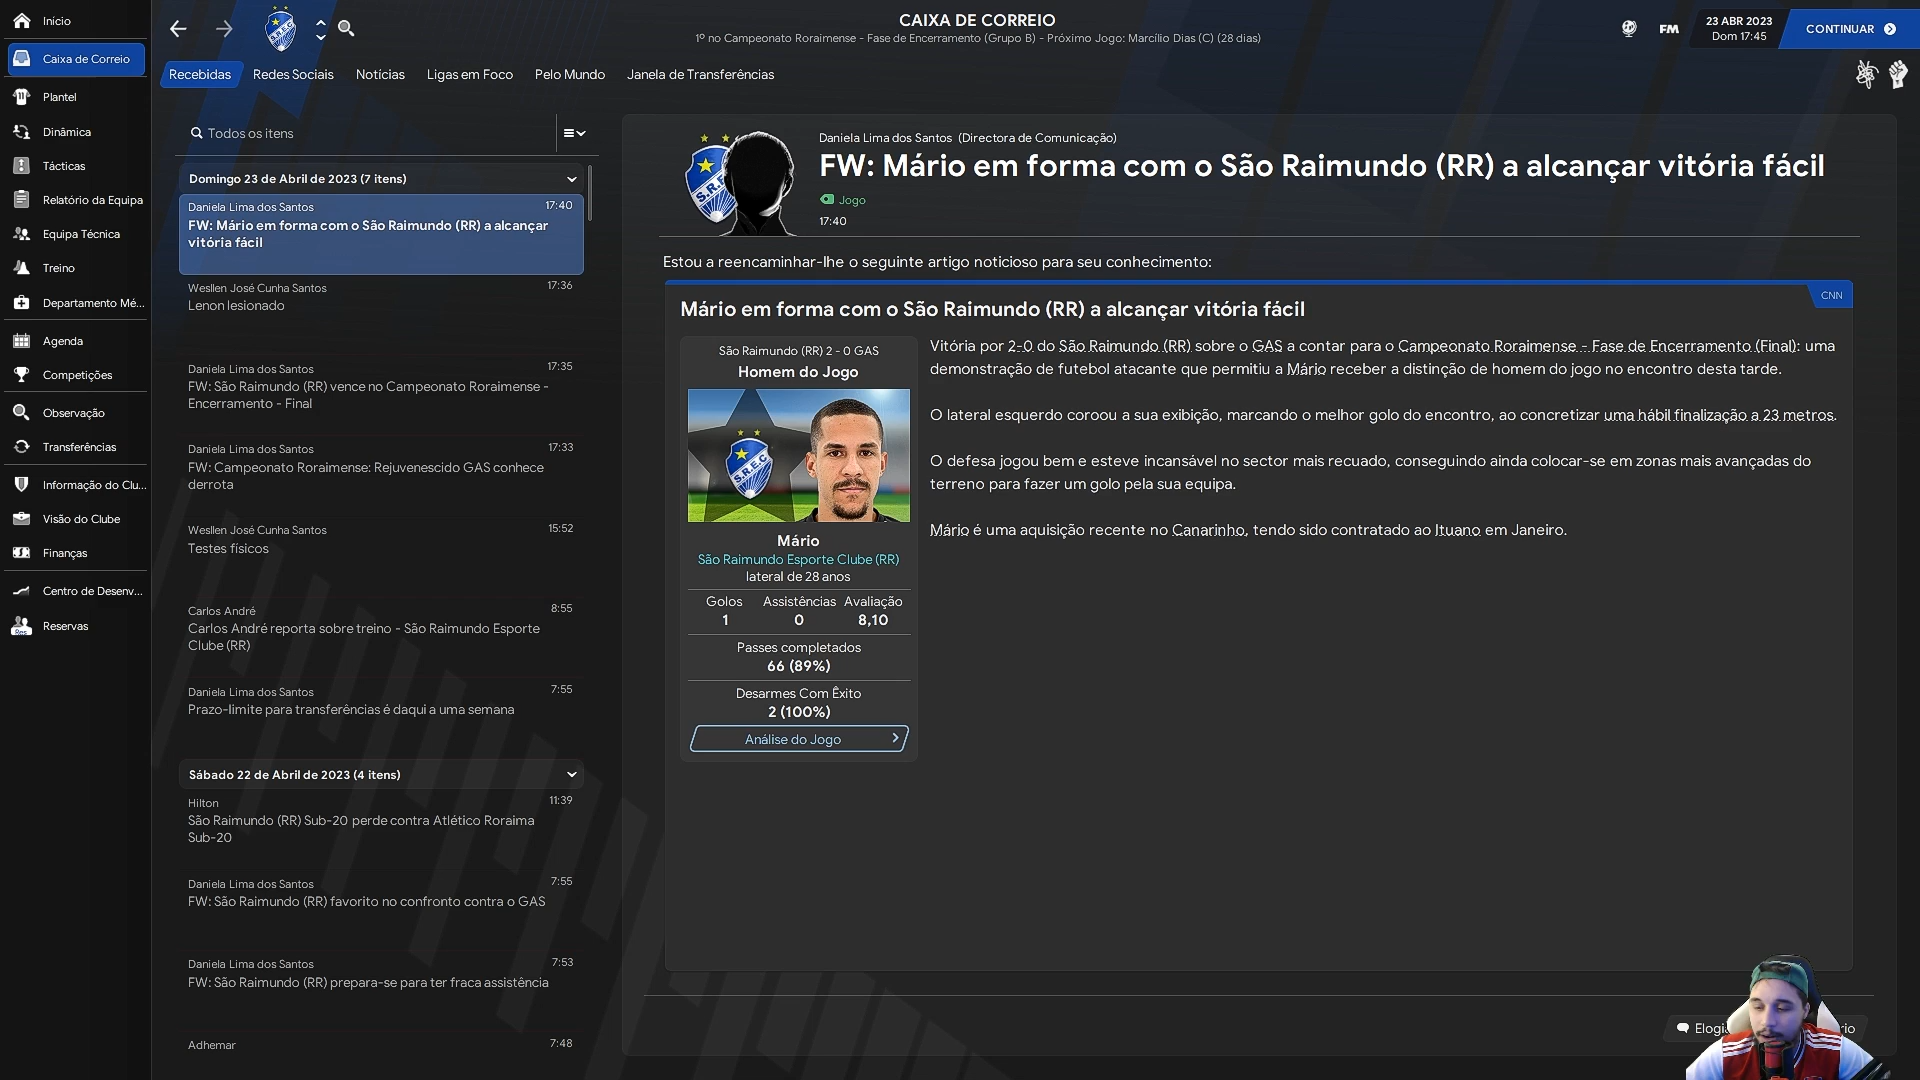 Início
Caixa de Correio
Plantel
Dinâmica
Tácticas
Relatório da Equipa
Equipa Técnica
Treino
Departamento Mé...
Agenda
Competições
Observação
Transferências
Informação do Clu...
Visão do Clube
Finanças
Centro de Desenv...
Res
Reservas
CAIXA DE CORREIO
1º no Campeonato Roraimense - Fase de Encerramento (Grupo B) - Próximo Jogo: Marcílio Dias (C) (28 dias)
FM
23 ABR 2023
Dom 17:45
CONTINUAR
Recebidas
Redes Sociais
Notícias
Ligas em Foco
Pelo Mundo
Janela de Transferências
Todos os itens
Domingo 23 de Abril de 2023 (7 itens)
Daniela Lima dos Santos
17:40
FW: Mário em forma com o São Raimundo (RR) a alcançar
vitória fácil
Wesllen José Cunha Santos
17:36
Lenon lesionado
Daniela Lima dos Santos
17:35
FW: São Raimundo (RR) vence no Campeonato Roraimense -
Encerramento - Final
Daniela Lima dos Santos
17:33
FW: Campeonato Roraimense: Rejuvenescido GAS conhece
derrota
Wesllen José Cunha Santos
15:52
Testes físicos
Carlos André
8:55
Carlos André reporta sobre treino - São Raimundo Esporte
Clube (RR)
Daniela Lima dos Santos
7:55
Prazo-limite para transferências é daqui a uma semana
Sábado 22 de Abril de 2023 (4 itens)
Hilton
11:39
São Raimundo (RR) Sub-20 perde contra Atlético Roraima
Sub-20
Daniela Lima dos Santos
7:55
FW: São Raimundo (RR) favorito no confronto contra o GAS
Daniela Lima dos Santos
7:53
FW: São Raimundo (RR) prepara-se para ter fraca assistência
Adhemar
7:48
Daniela Lima dos Santos (Directora de Comunicação)
FW: Mário em forma com o São Raimundo (RR) a alcançar vitória fácil
Jogo
17:40
Estou a reencaminhar-lhe o seguinte artigo noticioso para seu conhecimento:
Mário em forma com o São Raimundo (RR) a alcançar vitória fácil
CNN
São Raimundo (RR) 2 - 0 GAS
Homem do Jogo
S.R.E.C
Mário
São Raimundo Esporte Clube (RR)
lateral de 28 anos
Golos Assistências Avaliação
1 0 8,10
Passes completados
66 (89%)
Desarmes Com Êxito
2 (100%)
Análise do Jogo
Vitória por 2-0 do São Raimundo (RR) sobre o GAS a contar para o Campeonato Roraimense - Fase de Encerramento (Final): uma
demonstração de futebol atacante que permitiu a Mário receber a distinção de homem do jogo no encontro desta tarde.
O lateral esquerdo coroou a sua exibição, marcando o melhor golo do encontro, ao concretizar uma hábil finalização a 23 metros.
O defesa jogou bem e esteve incansável no sector mais recuado, conseguindo ainda colocar-se em zonas mais avançadas do
terreno para fazer um golo pela sua equipa.
Mário é uma aquisição recente no Canarinho, tendo sido contratado ao Ituano em Janeiro.